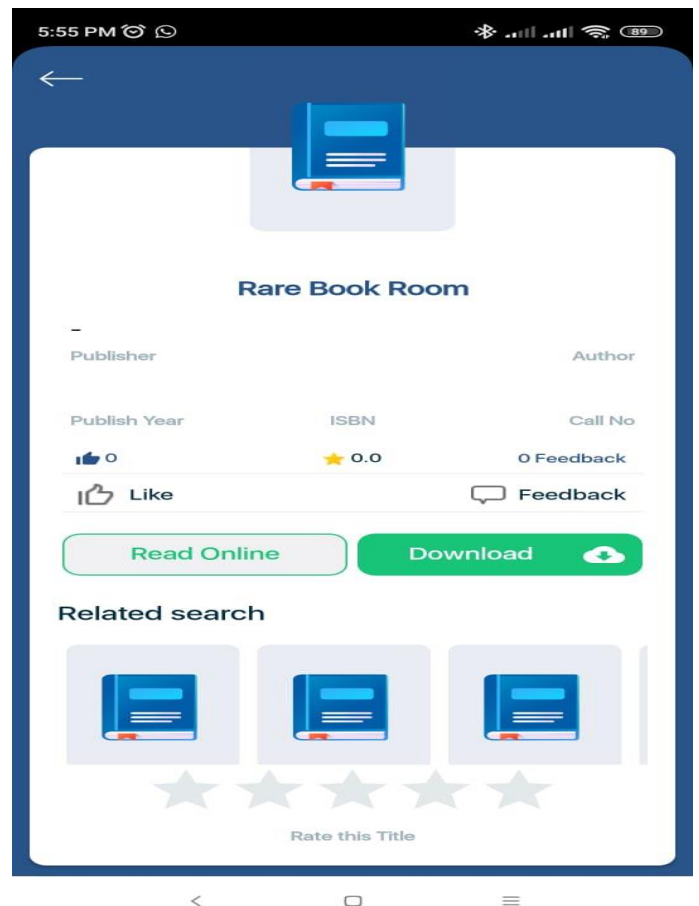 5:55 PM
89
Rare Book Room
-
Publisher Author
Publish Year ISBN Call No
0 0.0 0 Feedback
Like Feedback
Read Online Download
Related search
Rate this Title